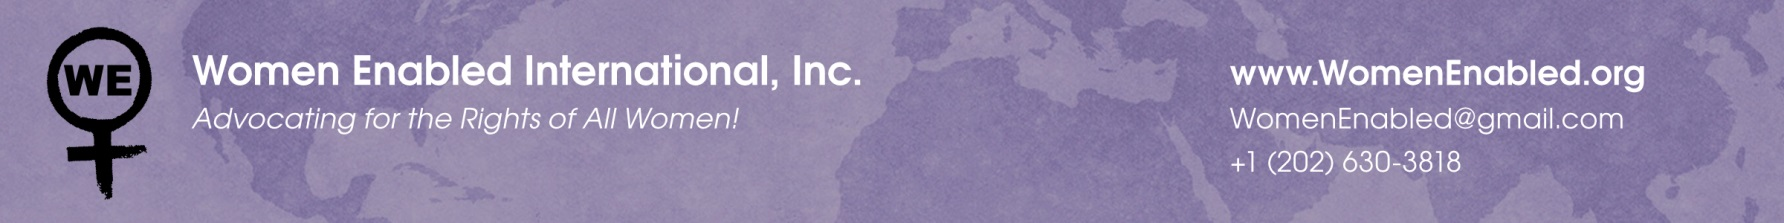 WE
Women Enabled International, Inc.
Advocating for the Rights of All Women!
www.WomenEnabled.org
WomenEnabled@gmail.com
+1 (202) 630-3818